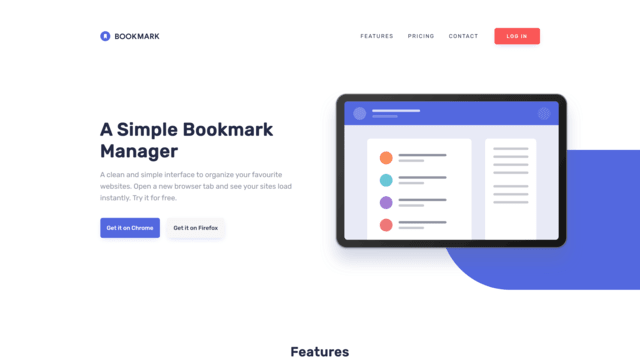 BOOKMARK
FEATURES PRICING CONTACT LOG IN
A Simple Bookmark
Manager
A clean and simple interface to organize your favourite
websites. Open a new browser tab and see your sites load
instantly. Try it for free.
Get it on Chrome Get it on Firefox
Features